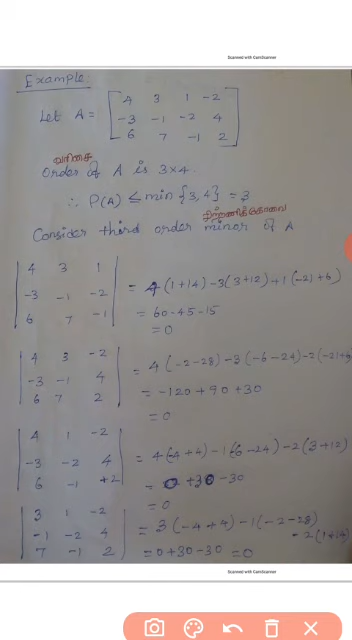 Scanned with CamScanner
Example:
4 3 1 -2
Let A = -3 -1 -2 4
6 7 -1 2
வரிசை
Order of A is 3×4.
∴ ρ(A) ≤ min {3,4} = 3
சிற்றணிக்கோவை
Consider third order minor of A
4 3 1
-3 -1 -2 = 4(1+14)-3(3+12)+1(-21+6)
6 7 -1 = 60-45-15
= 0
4 3 -2 = 4(-2-28)-3(-6-24)-2(-21+6)
-3 -1 4 = -120+90+30
6 7 2
= 0
4 1 -2
-3 -2 4 = 4(-4+4)-1(-6-24)-2(3+12)
6 -1 +2 = 0+30-30
= 0
3 1 -2 = 3(-4+4)-1(-2-28)
-1 -2 4 -2(1+14)
7 -1 2 = 0+30-30 = 0
Scanned with CamScanner